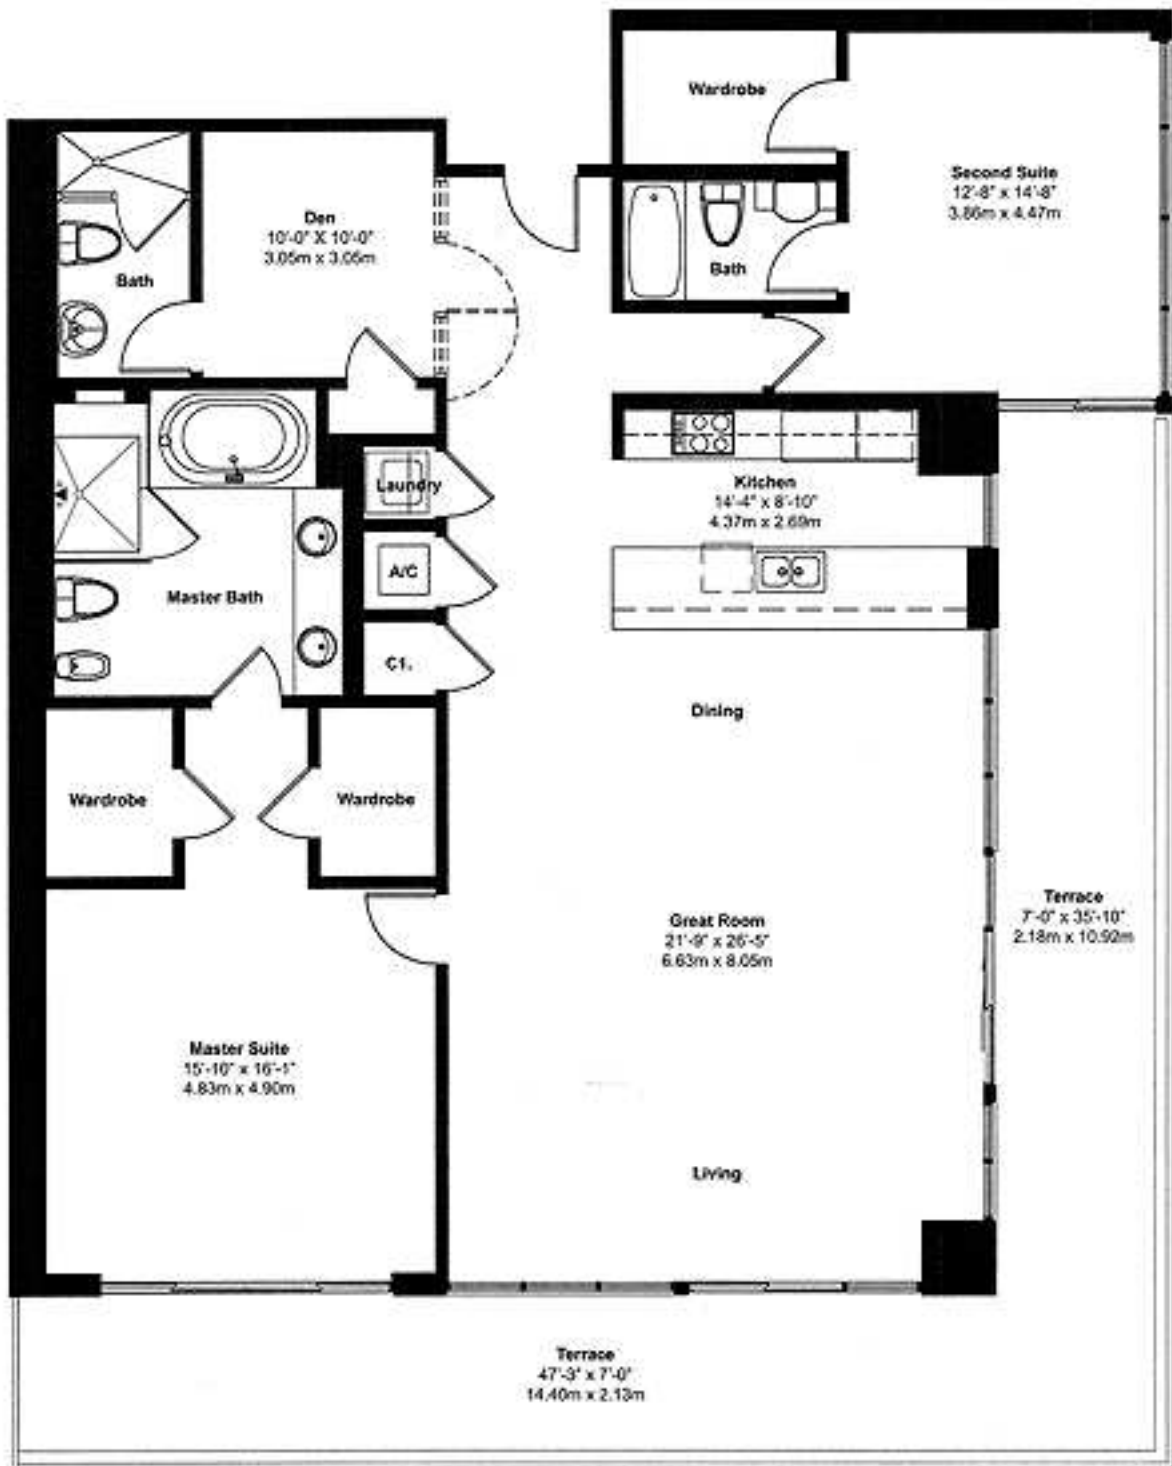 Wardrobe
Second Suite
12'-8" x 14'-8"
3.86m x 4.47m
Den
10'-0" X 10'-0"
3.05m x 3.05m
Bath
Bath
Kitchen
14'-4" x 8'-10"
4.37m x 2.69m
Laundry
A/C
Master Bath
C1.
Dining
Wardrobe
Wardrobe
Great Room
21'-9" x 26'-5"
6.63m x 8.05m
Terrace
7'-0" x 35'-10"
2.18m x 10.92m
Master Suite
15'-10" x 16'-1"
4.83m x 4.90m
Living
Terrace
47'-3" x 7'-0"
14.40m x 2.13m